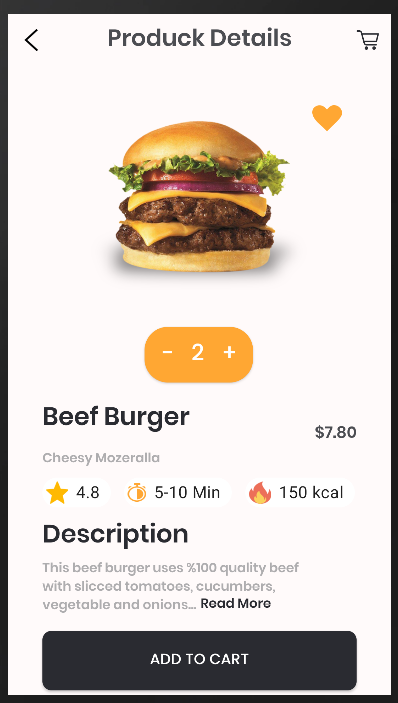 Produck Details
- 2 +
Beef Burger
$7.80
Cheesy Mozeralla
4.8 5-10 Min 150 kcal
Description
This beef burger uses %100 quality beef
with slicced tomatoes, cucumbers,
vegetable and onions... Read More
ADD TO CART